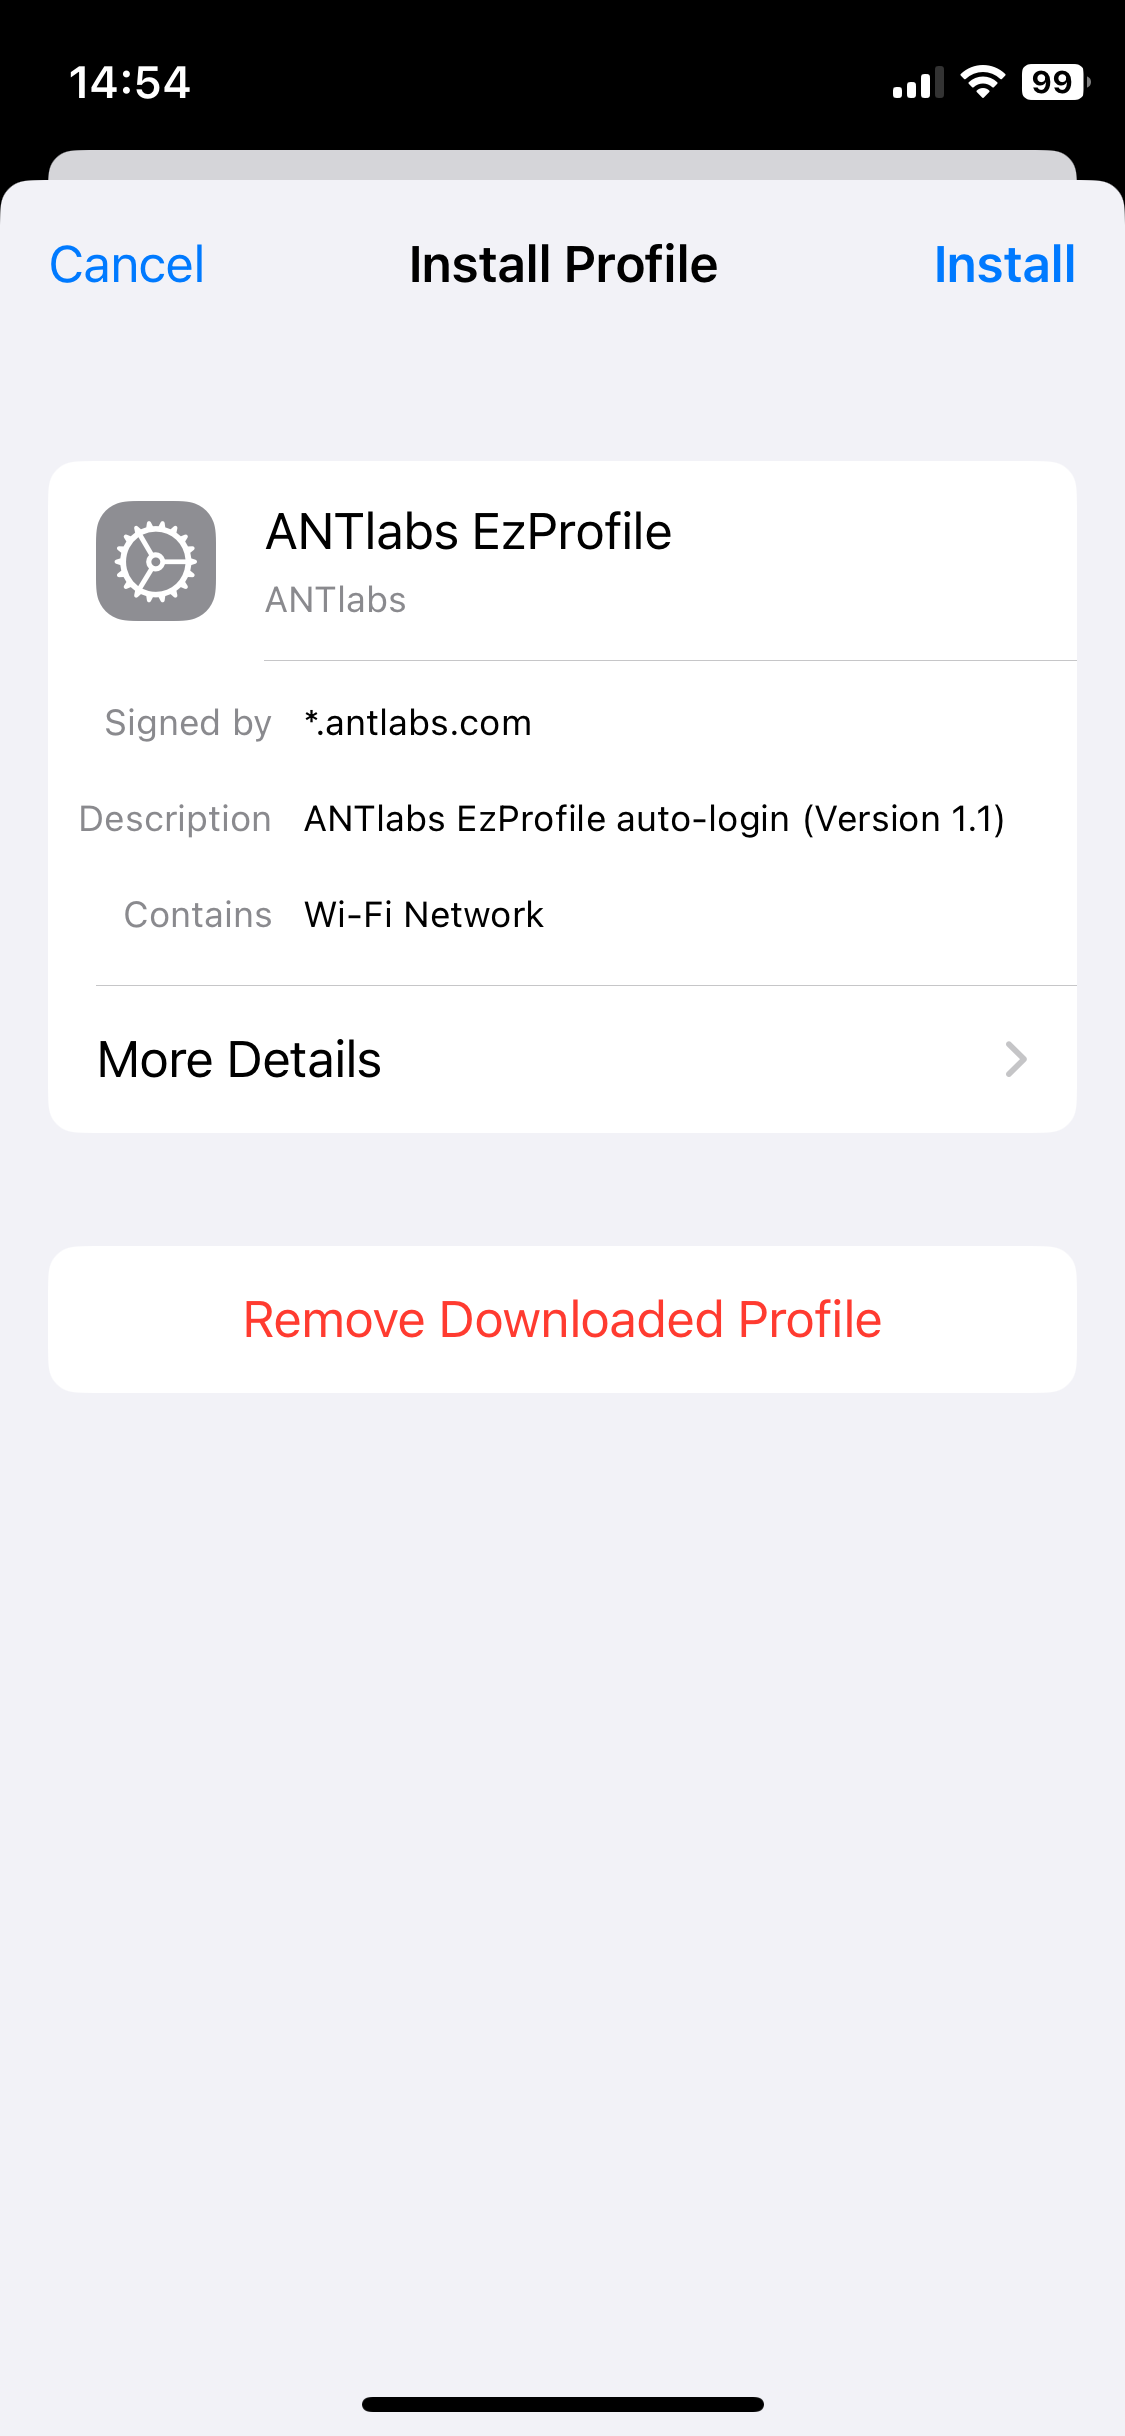 14:54
99
Cancel
Install Profile
Install
ANTlabs EzProfile
ANTlabs
Signed by *.antlabs.com
Description ANTlabs EzProfile auto-login (Version 1.1)
Contains Wi-Fi Network
More Details
Remove Downloaded Profile